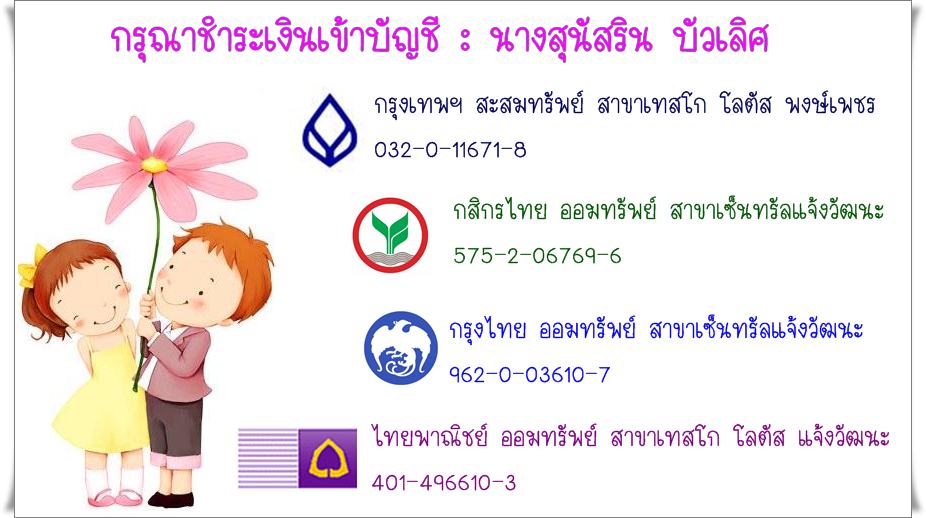 กรุณาชำระเงินเข้าบัญชี : นางสุนัสริน บัวเลิศ
กรุงเทพฯ สะสมทรัพย์ สาขาเทสโก โลตัส พงษ์เพชร
032-0-11671-8
กสิกรไทย ออมทรัพย์ สาขาเซ็นทรัลแจ้งวัฒนะ
575-2-06769-6
กรุงไทย ออมทรัพย์ สาขาเซ็นทรัลแจ้งวัฒนะ
962-0-03610-7
ไทยพาณิชย์ ออมทรัพย์ สาขาเทสโก โลตัส แจ้งวัฒนะ
401-496610-3